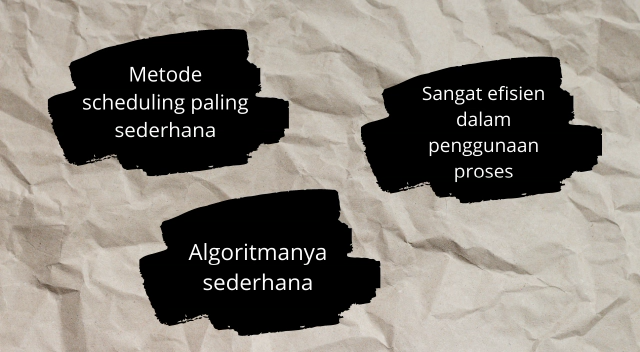 Metode
scheduling paling
sederhana
Sangat efisien
dalam
penggunaan
proses
Algoritmanya
sederhana